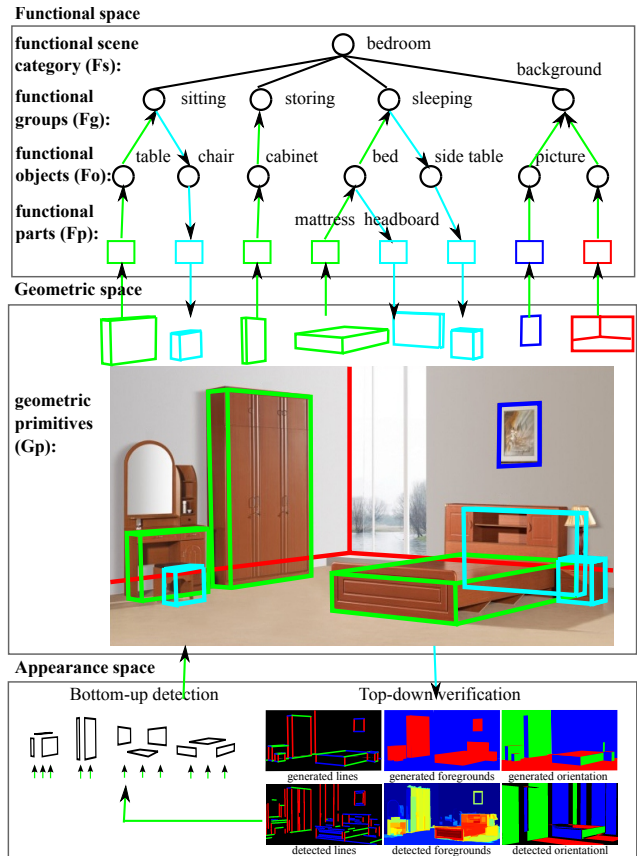 Functional space
functional scene
category (Fs):
bedroom
background
functional
groups (Fg):
sitting
storing
sleeping
functional
objects (Fo):
table
chair
cabinet
bed
side table
picture
functional
parts (Fp):
mattress
headboard
Geometric space
geometric
primitives
(Gp):
Appearance space
Bottom-up detection
Top-down verification
generated lines
generated foregrounds
generated orientation
detected lines
detected foregrounds
detected orientationl